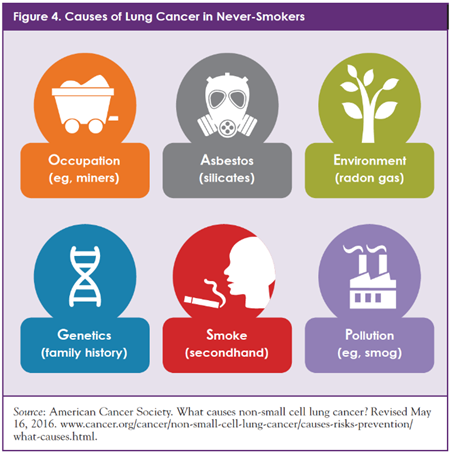 Figure 4. Causes of Lung Cancer in Never-Smokers
Occupation
(eg, miners)
Asbestos
(silicates)
Environment
(radon gas)
Genetics
(family history)
Smoke
(secondhand)
Pollution
(eg, smog)
Source: American Cancer Society. What causes non-small cell lung cancer? Revised May
16, 2016. www.cancer.org/cancer/non-small-cell-lung-cancer/causes-risks-prevention/
what-causes.html.